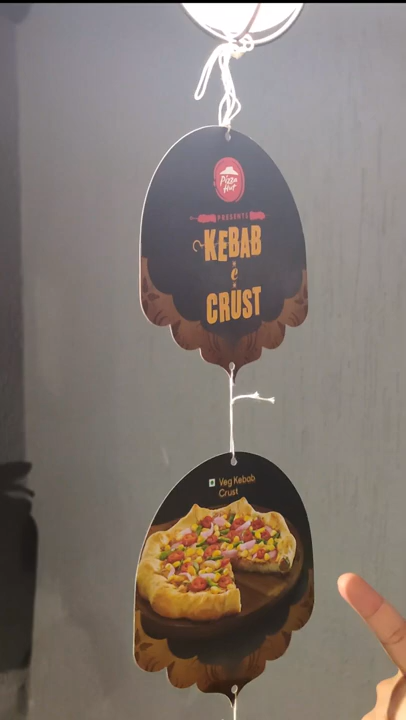 Pizza
Hut
PRESENTS
KEBAB
e
CRUST
Veg Kebab
Crust